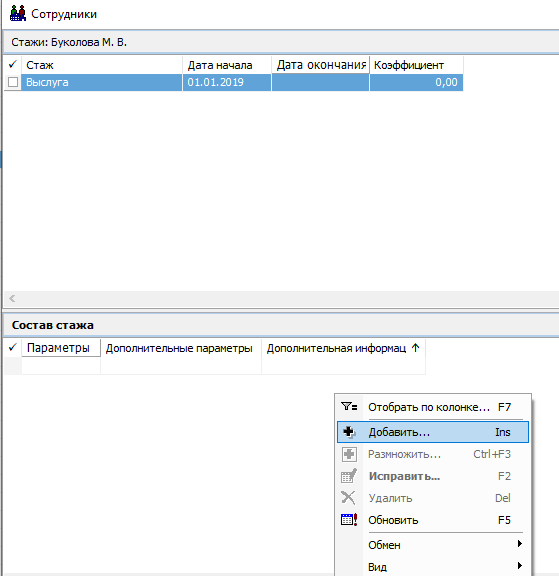 Сотрудники
Стажи: Буколова М. В.
✓ Стаж Дата начала Дата окончания Коэффициент
Выслуга 01.01.2019 0,00
Состав стажа
✓ Параметры Дополнительные параметры Дополнительная информац ↑
Отобрать по колонке... F7
Добавить... Ins
Размножить... Ctrl+F3
Исправить... F2
Удалить Del
Обновить F5
Обмен
Вид